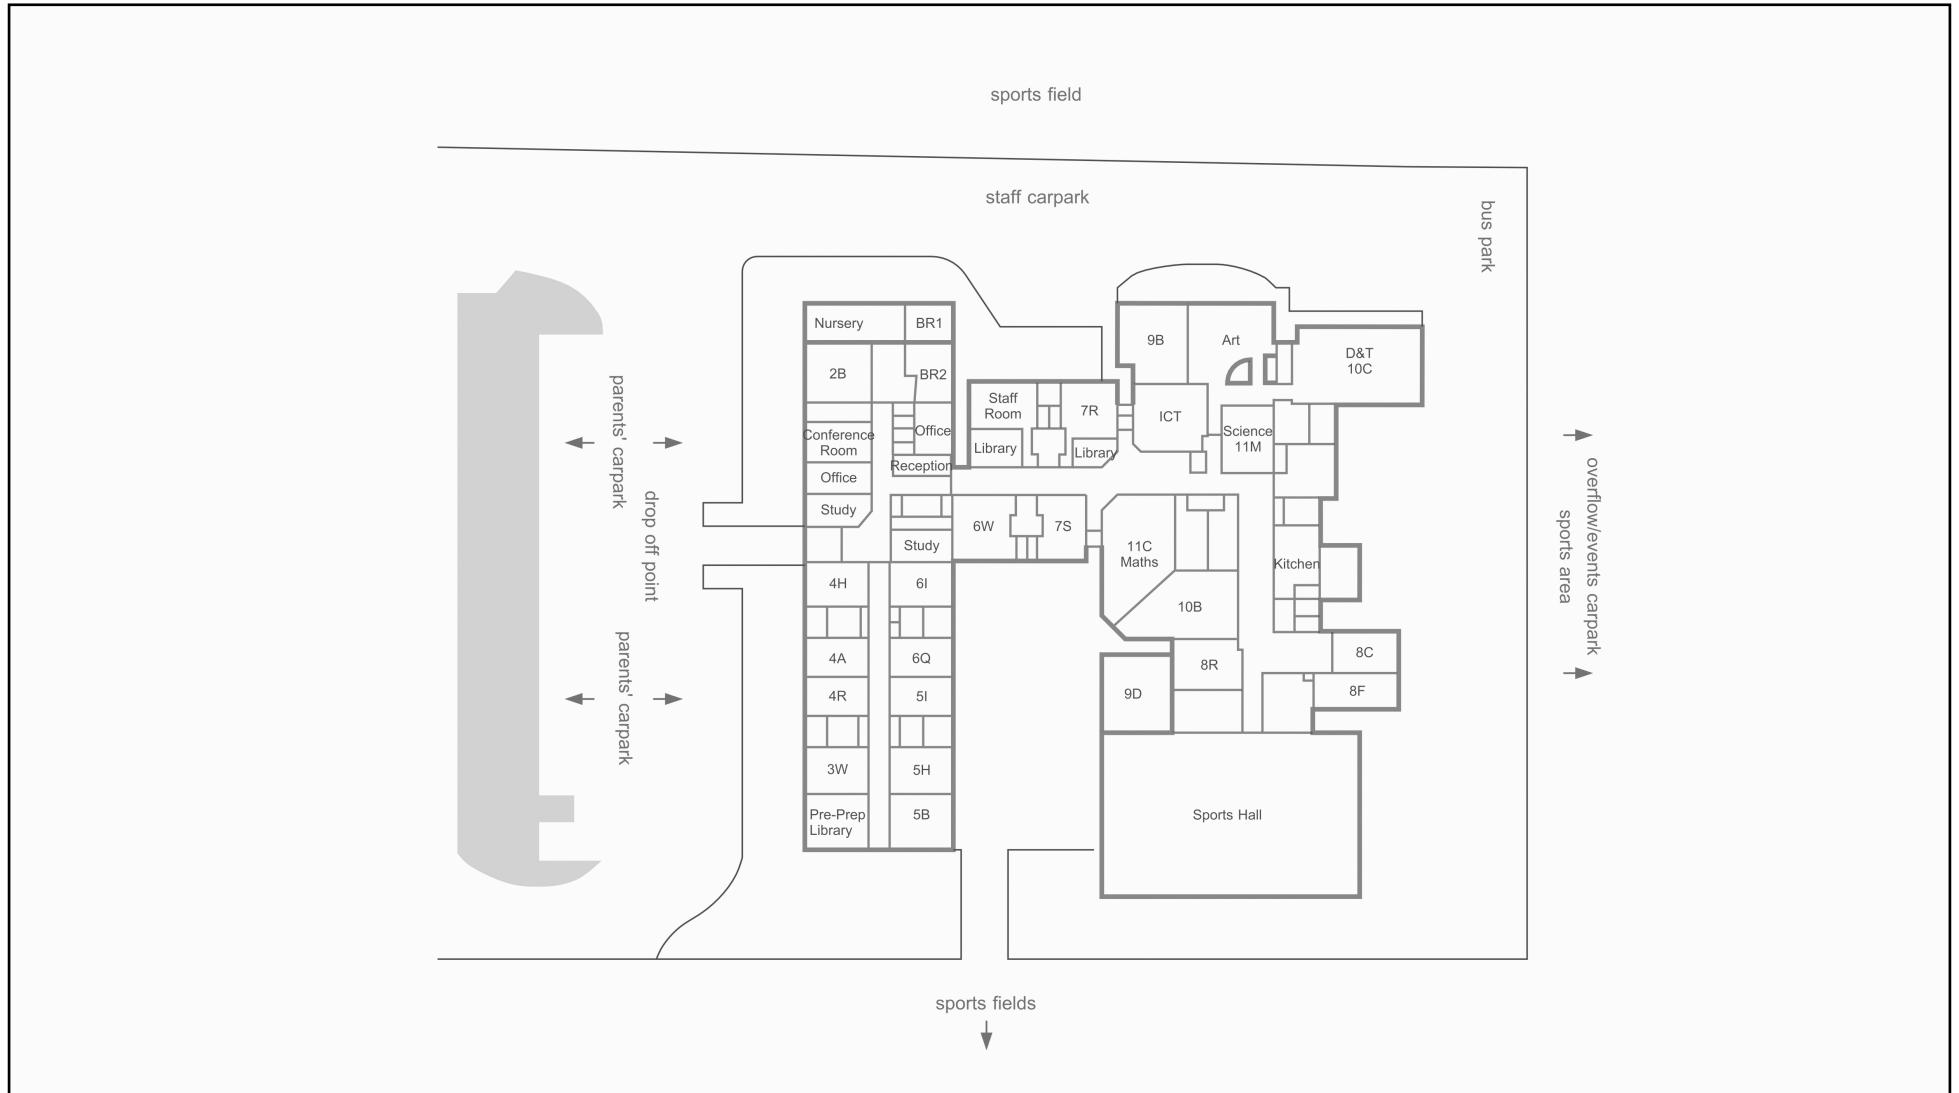 sports field
staff carpark
bus park
parents' carpark
drop off point
parents' carpark
overflow/events carpark
sports area
Nursery
BR1
2B
BR2
Conference
Room
Office
Office
Reception
Study
Study
4H
6I
4A
6Q
4R
5I
3W
5H
Pre-Prep
Library
5B
Staff
Room
7R
Library
Library
6W
7S
9B
Art
D&T
10C
ICT
Science
11M
11C
Maths
10B
Kitchen
8R
8C
9D
8F
Sports Hall
sports fields